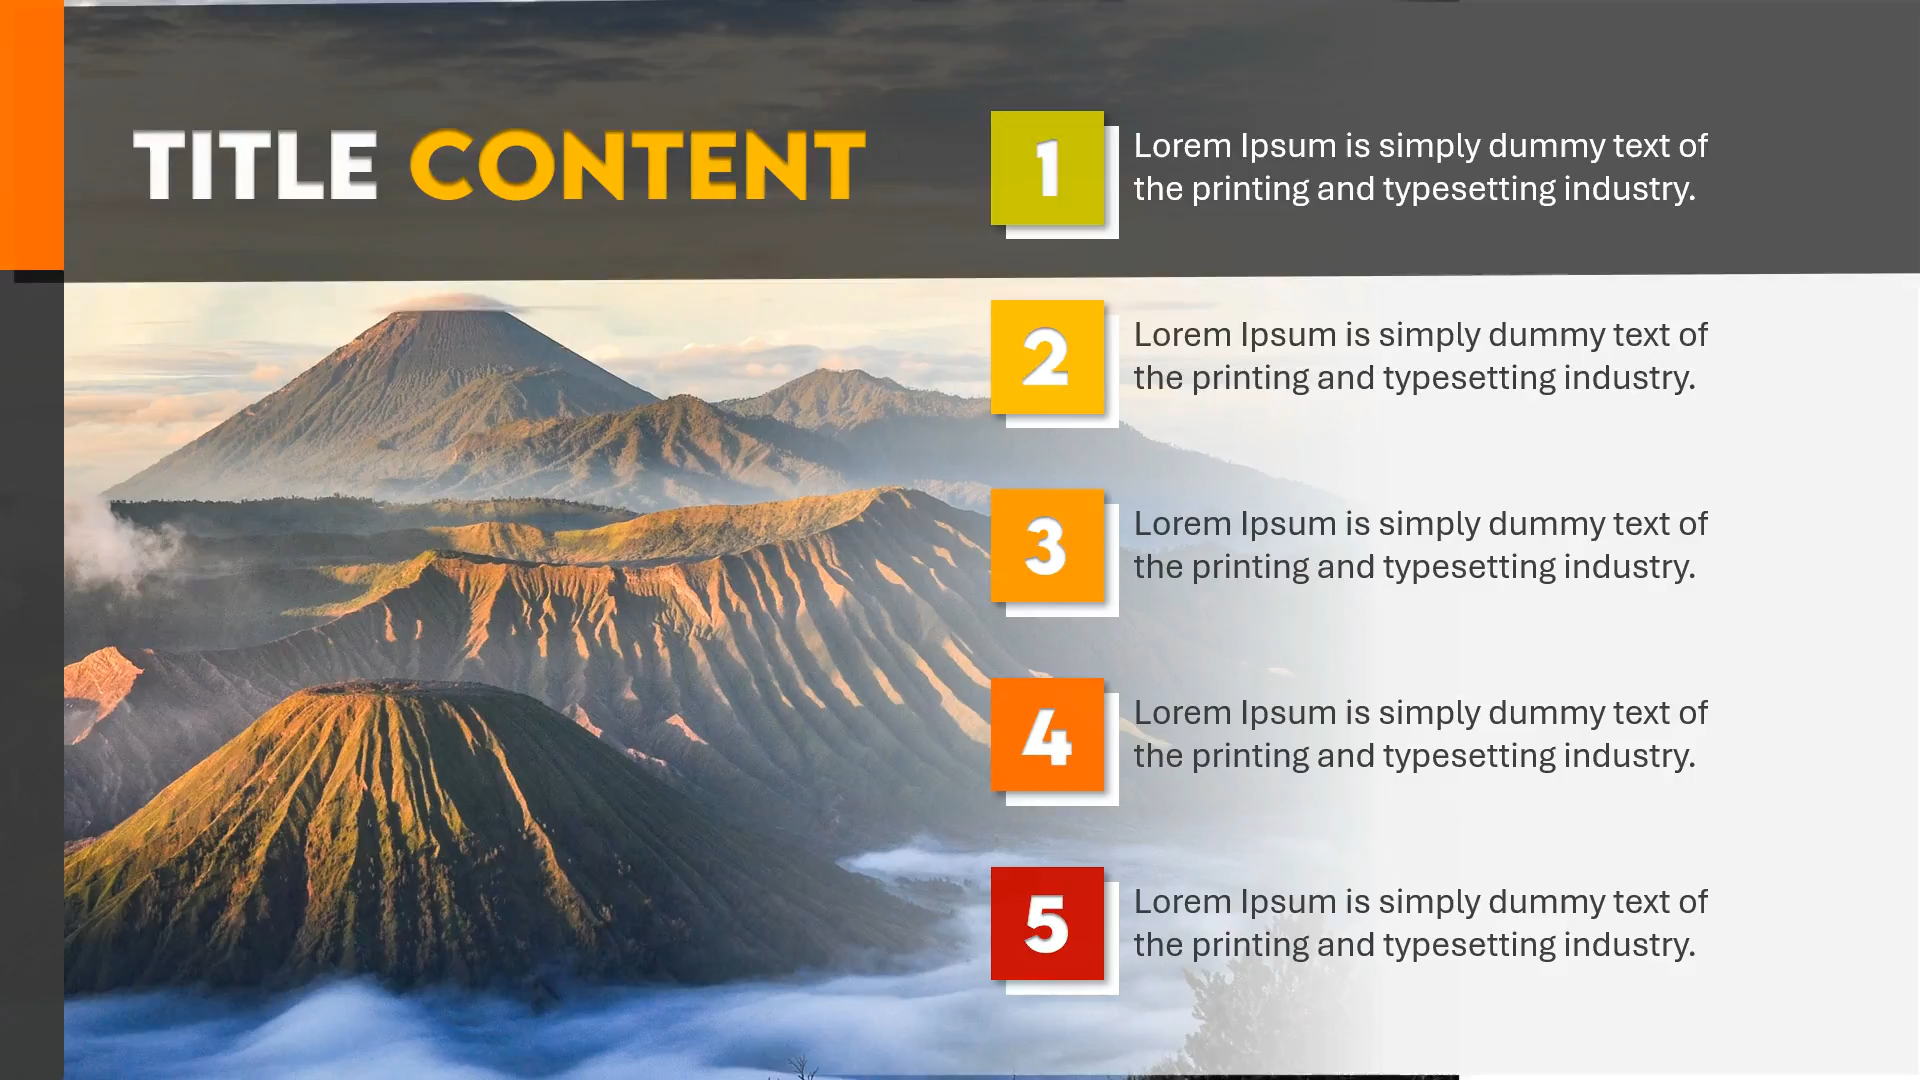 TITLE CONTENT
1
Lorem Ipsum is simply dummy text of
the printing and typesetting industry.
2
Lorem Ipsum is simply dummy text of
the printing and typesetting industry.
3
Lorem Ipsum is simply dummy text of
the printing and typesetting industry.
4
Lorem Ipsum is simply dummy text of
the printing and typesetting industry.
5
Lorem Ipsum is simply dummy text of
the printing and typesetting industry.